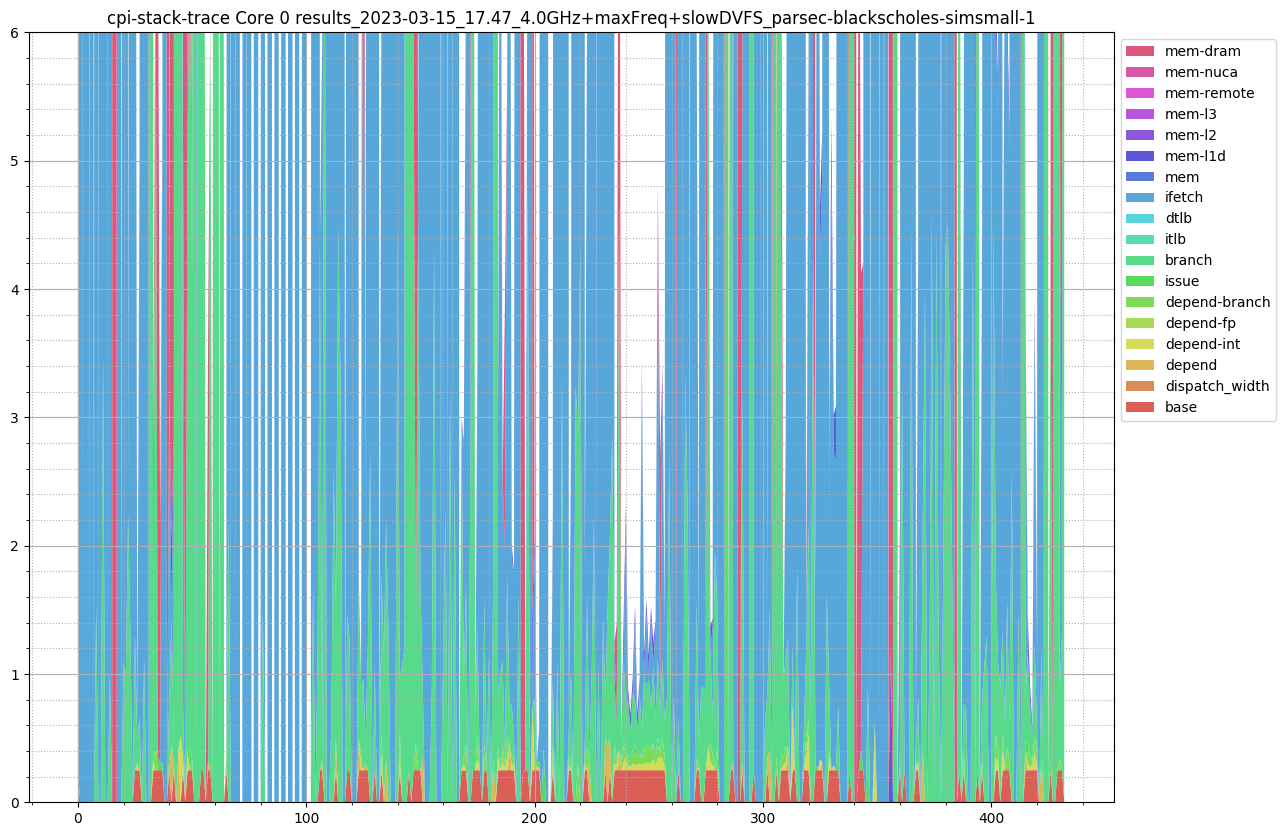 cpi-stack-trace Core 0 results_2023-03-15_17.47_4.0GHz+maxFreq+slowDVFS_parsec-blackscholes-simsmall-1
6
5
4
3
2
1
0
0 100 200 300 400
mem-dram
mem-nuca
mem-remote
mem-l3
mem-l2
mem-l1d
mem
ifetch
dtlb
itlb
branch
issue
depend-branch
depend-fp
depend-int
depend
dispatch_width
base